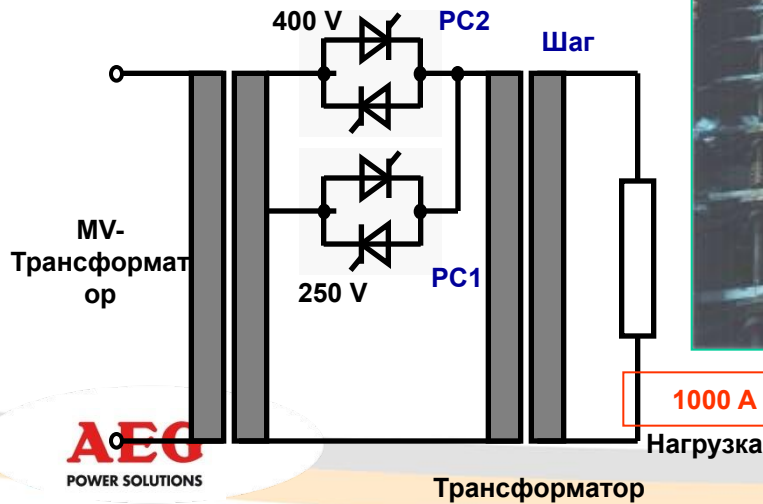 400 V
PC2
Шаг
MV-
Трансформат
ор
250 V
PC1
1000 A
AEG
POWER SOLUTIONS
Нагрузка
Трансформатор